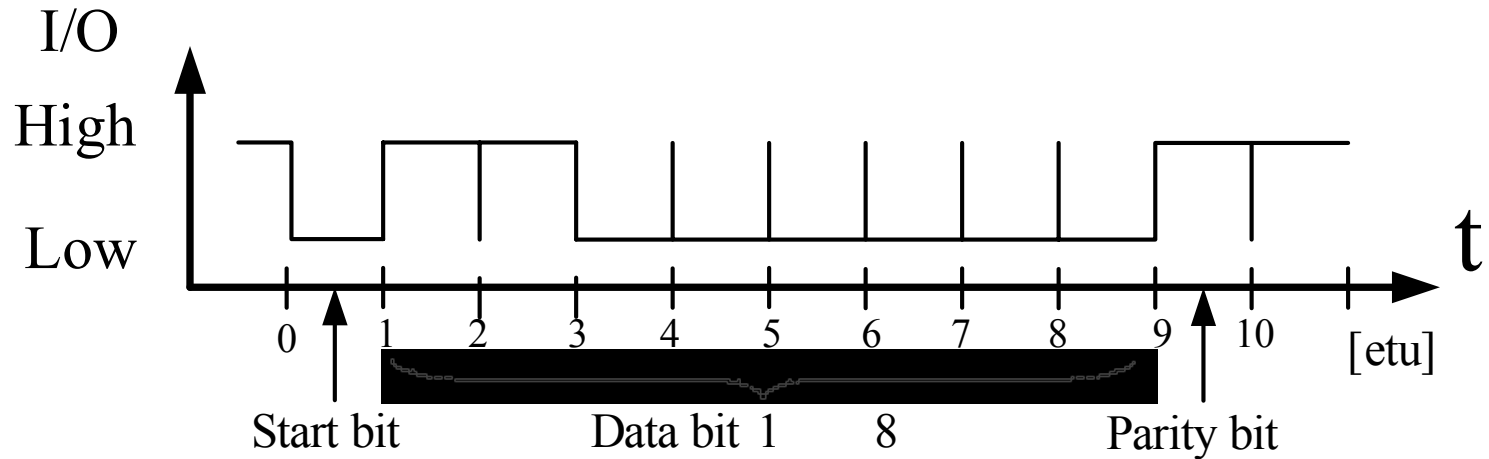 I/O
High
Low
t
0 1 2 3 4 5 6 7 8 9 10
[etu]
Start bit
Data bit 1 8
Parity bit